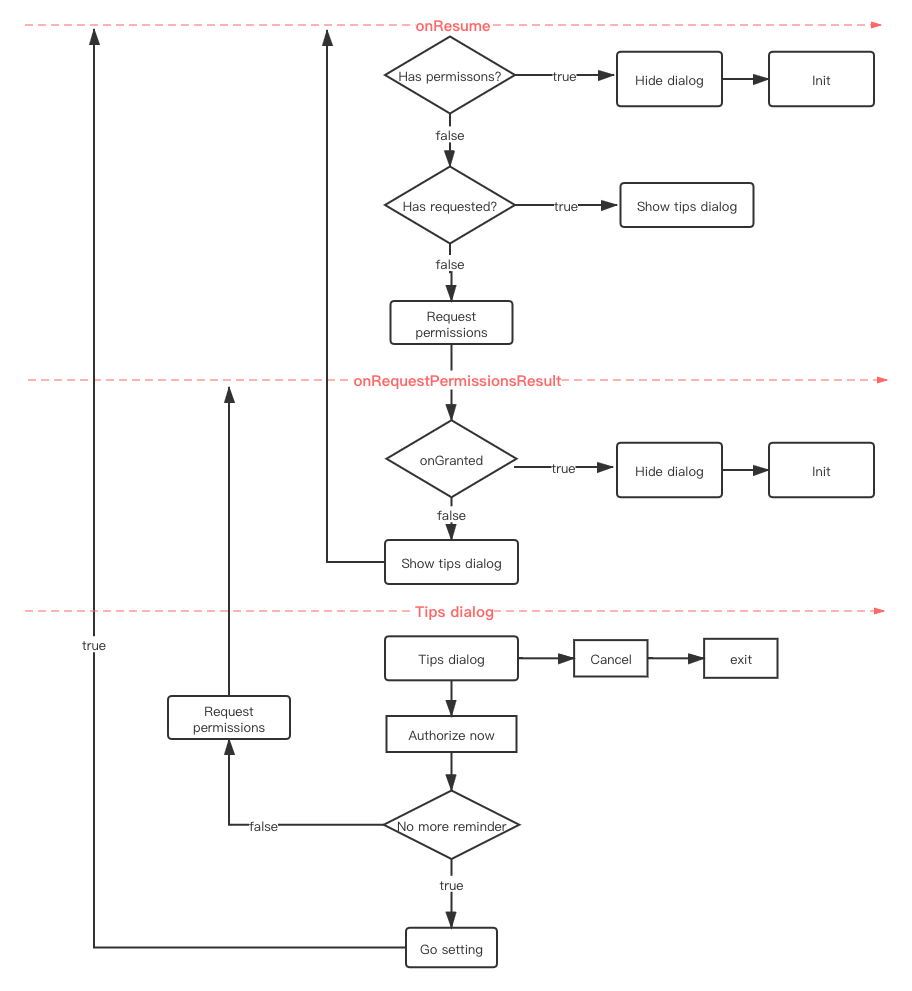 onResume
Has permissons?
true
Hide dialog
Init
false
Has requested?
true
Show tips dialog
false
Request
permissions
onRequestPermissionsResult
onGranted
true
Hide dialog
Init
false
Show tips dialog
Tips dialog
true
Tips dialog
Cancel
exit
Request
permissions
Authorize now
false
No more reminder
true
Go setting